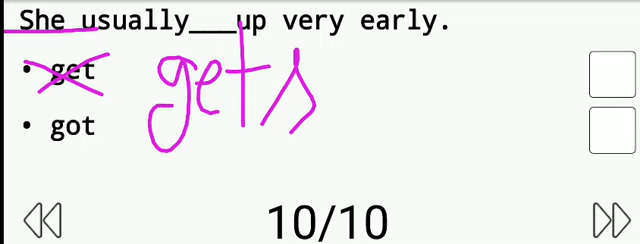 She usually___up very early.
• get
gets
• got
10/10